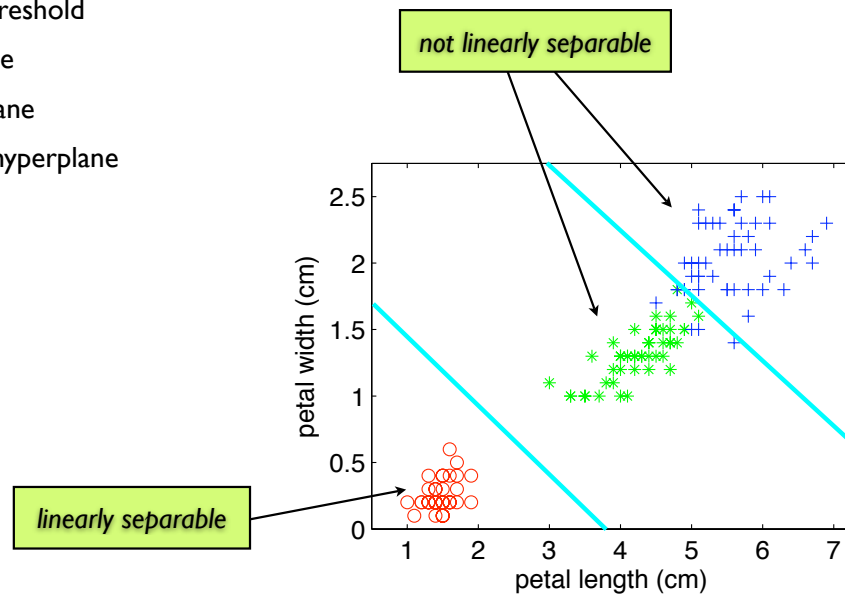 reshold
e
ane
hyperplane
not linearly separable
2.5
2
1.5
1
0.5
0
petal width (cm)
linearly separable
1 2 3 4 5 6 7
petal length (cm)